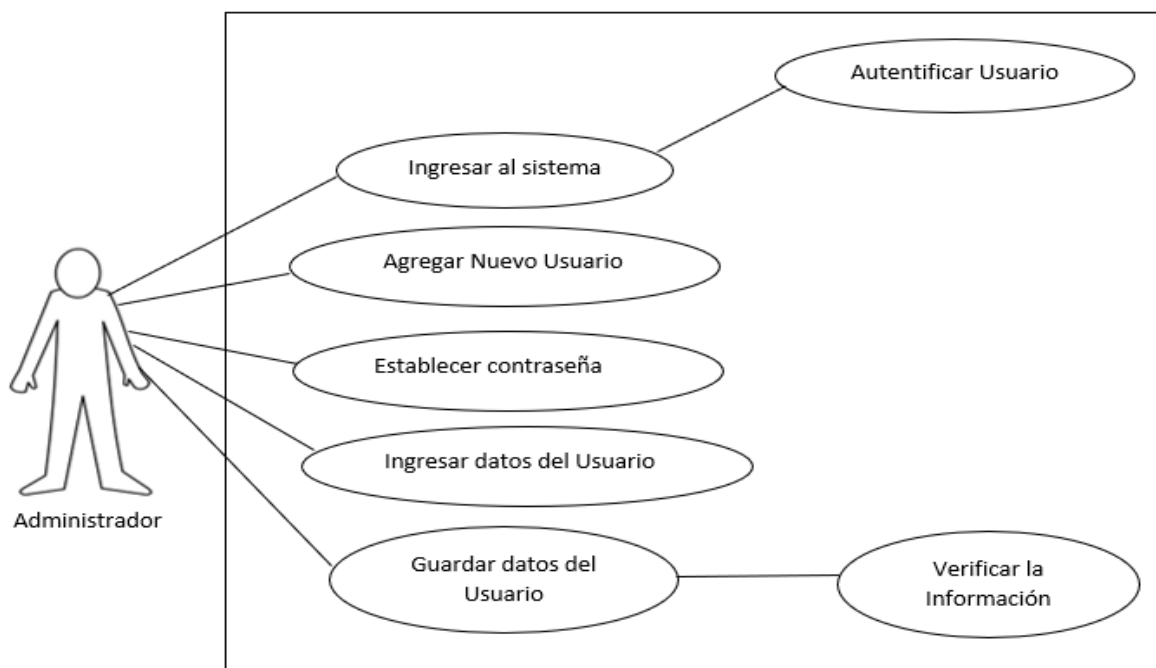 Autentificar Usuario
Ingresar al sistema
Agregar Nuevo Usuario
Establecer contraseña
Ingresar datos del Usuario
Administrador
Guardar datos del
Usuario
Verificar la
Información